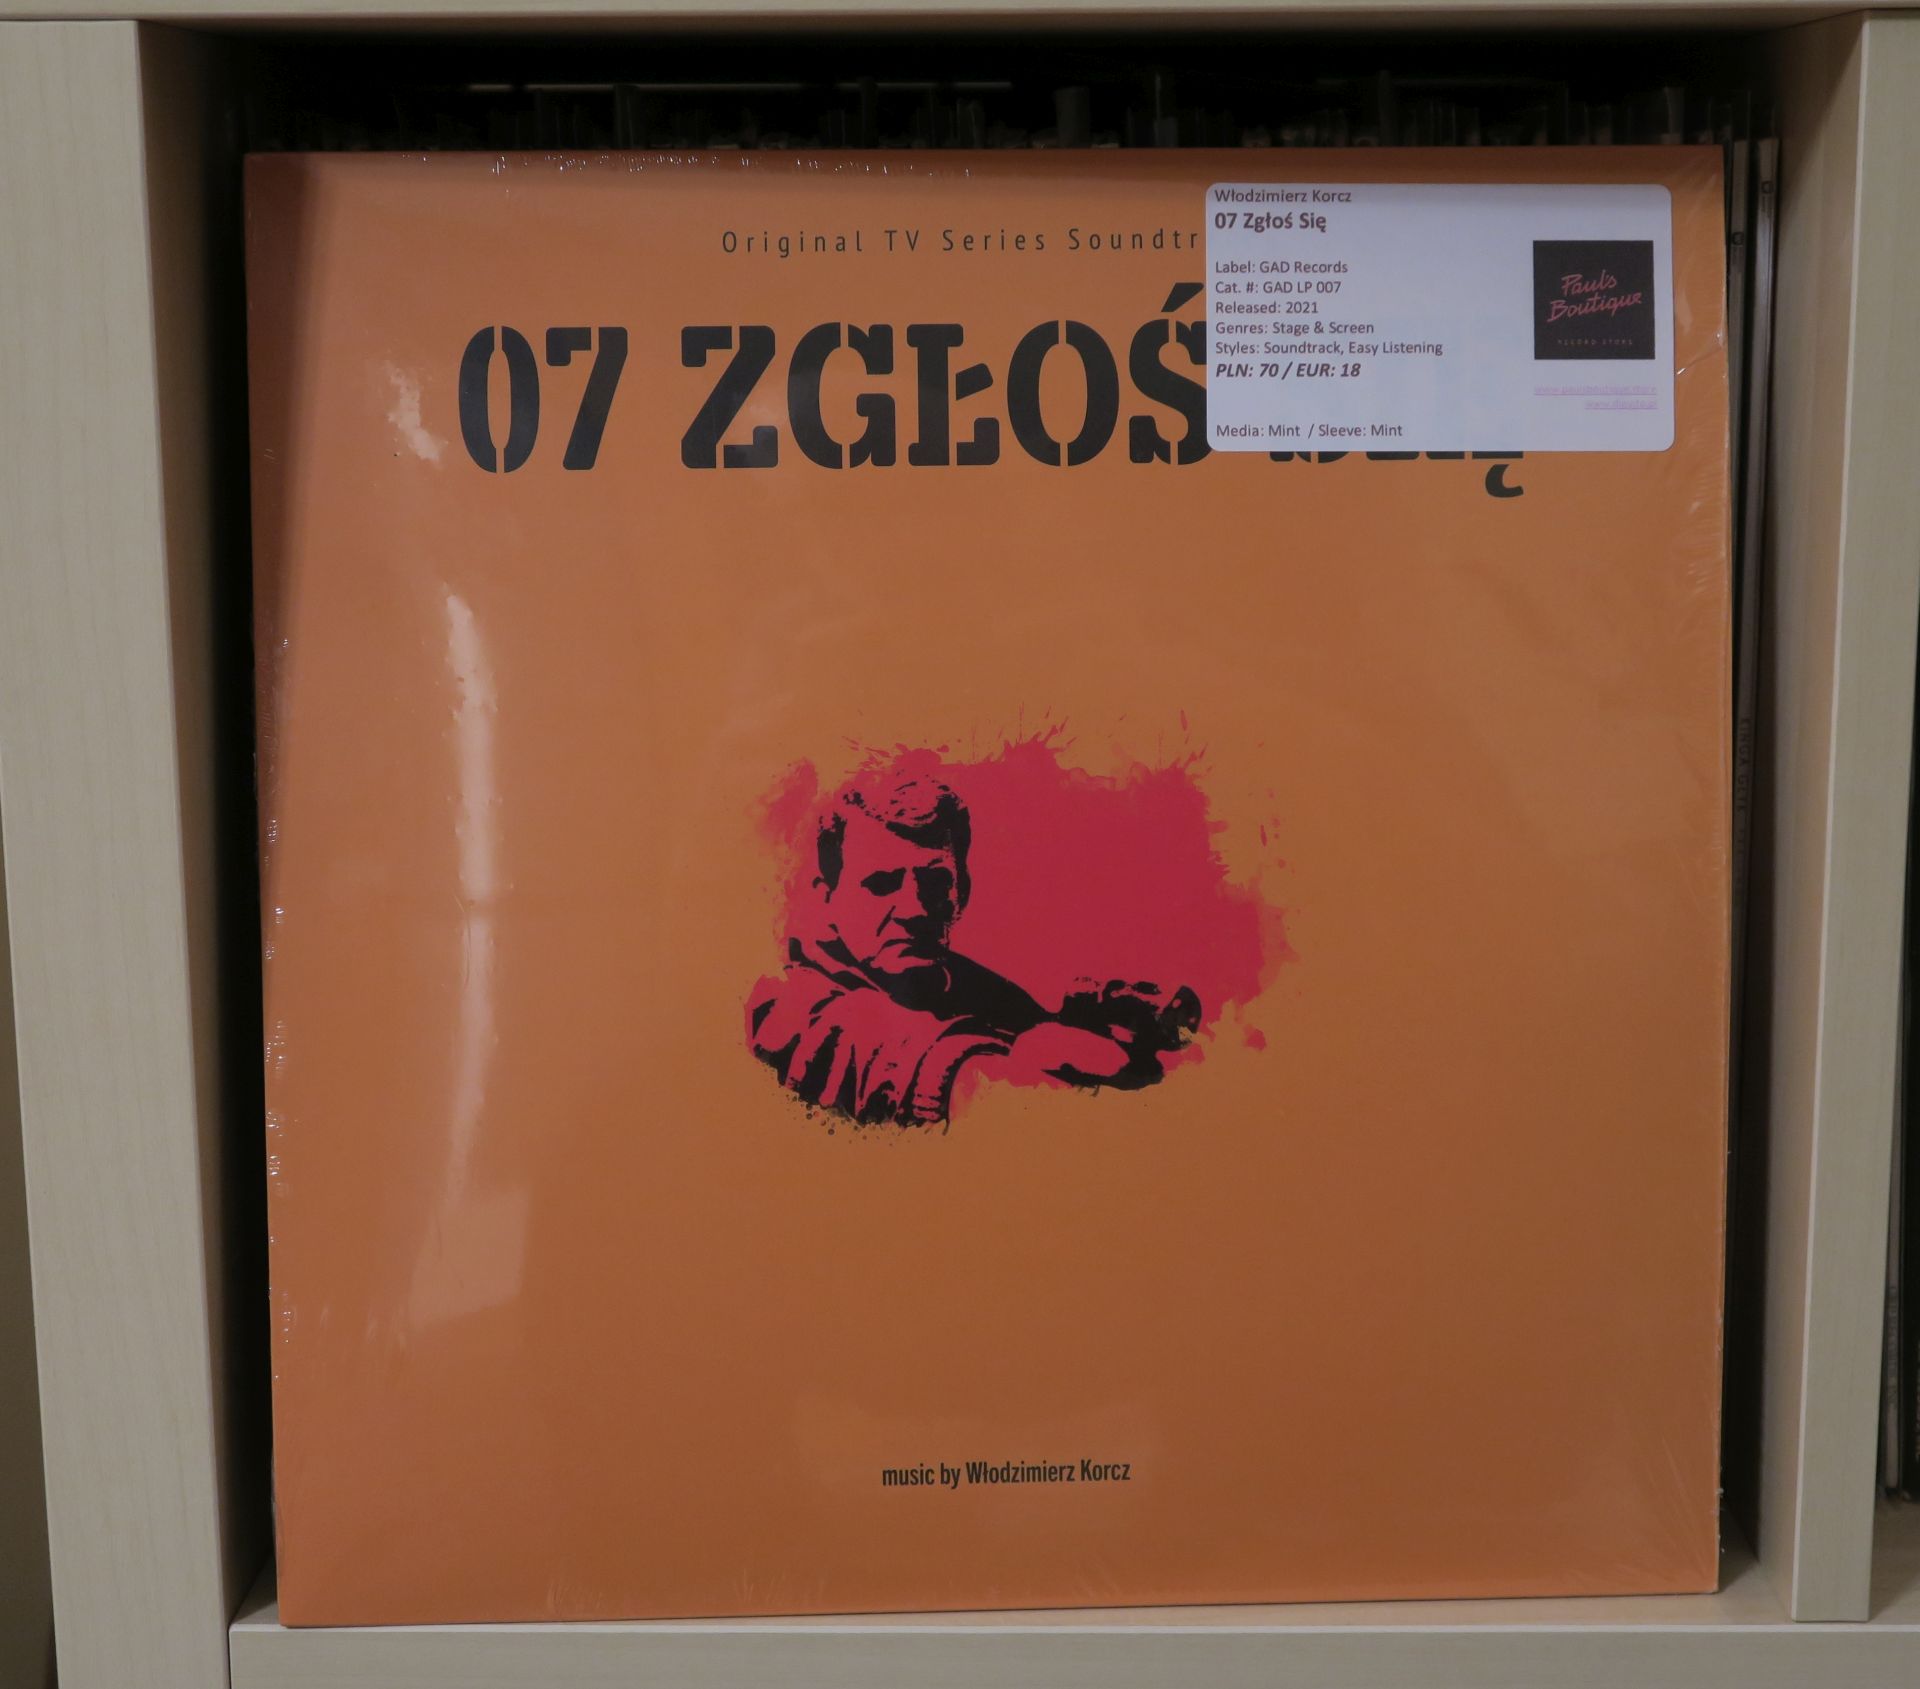 Włodzimierz Korcz
07 Zgłoś Się
Label: GAD Records
Cat. #: GAD LP 007
Released: 2021
Genres: Stage & Screen
Styles: Soundtrack, Easy Listening
PLN: 70 / EUR: 18
Media: Mint / Sleeve: Mint
Paul's
Boutique
RECORD STORE
Original TV Series Soundtr
07 ZGŁOŚ
music by Włodzimierz Korcz